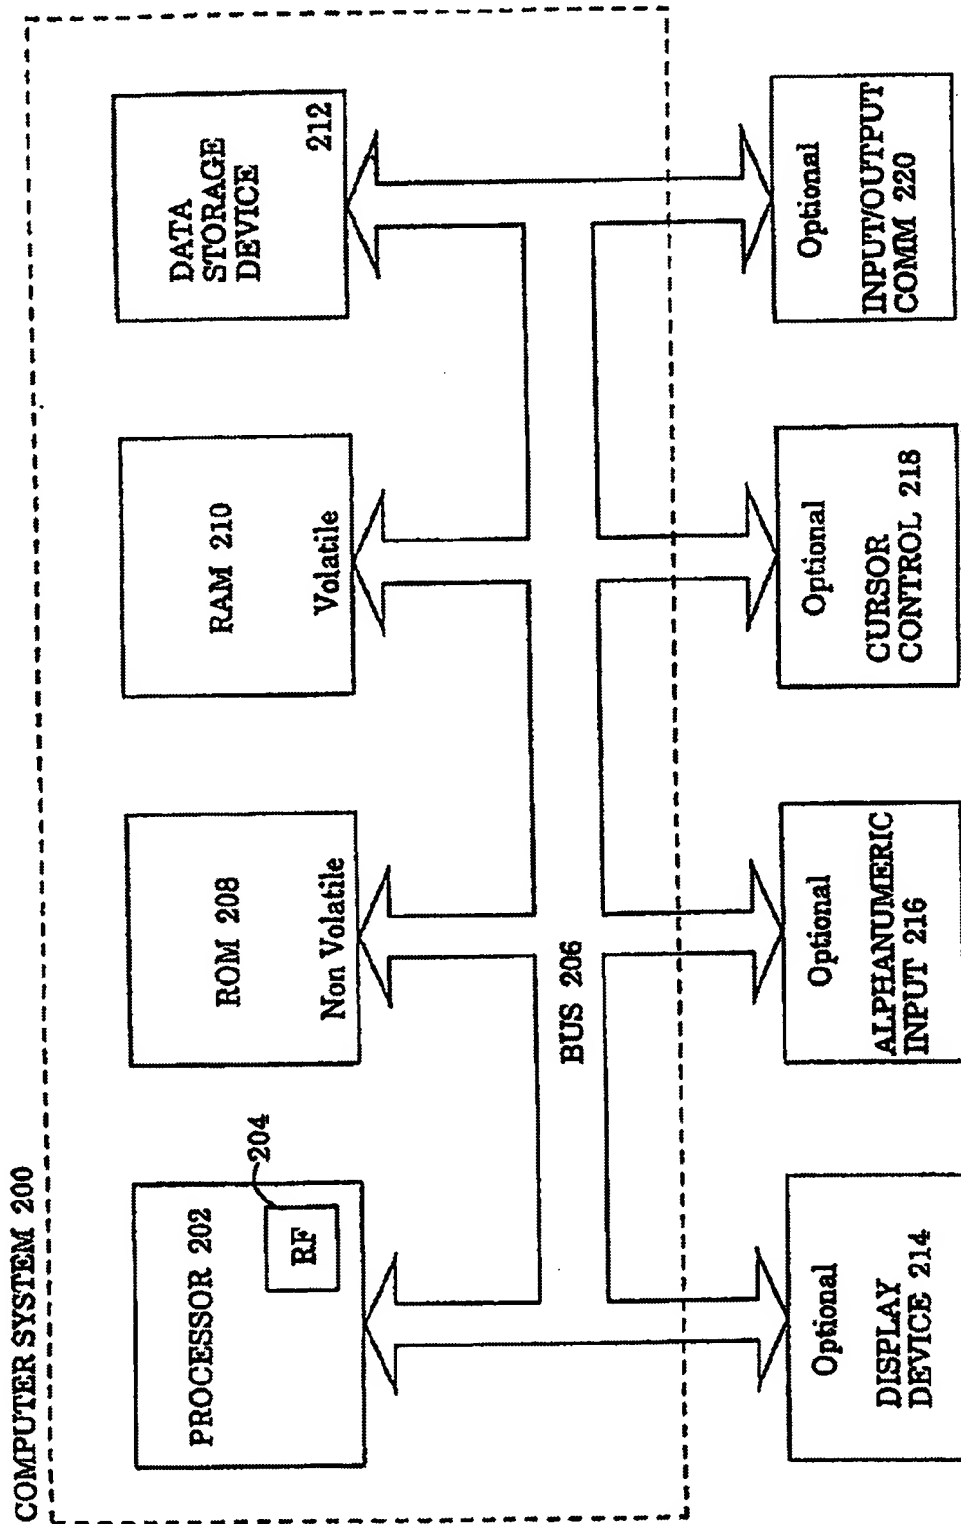 COMPUTER SYSTEM 200
PROCESSOR 202
RF
204
ROM 208
Non Volatile
RAM 210
Volatile
DATA
STORAGE
DEVICE
212
BUS 206
Optional
DISPLAY
DEVICE 214
Optional
ALPHANUMERIC
INPUT 216
Optional
CURSOR
CONTROL 218
Optional
INPUT/OUTPUT
COMM 220